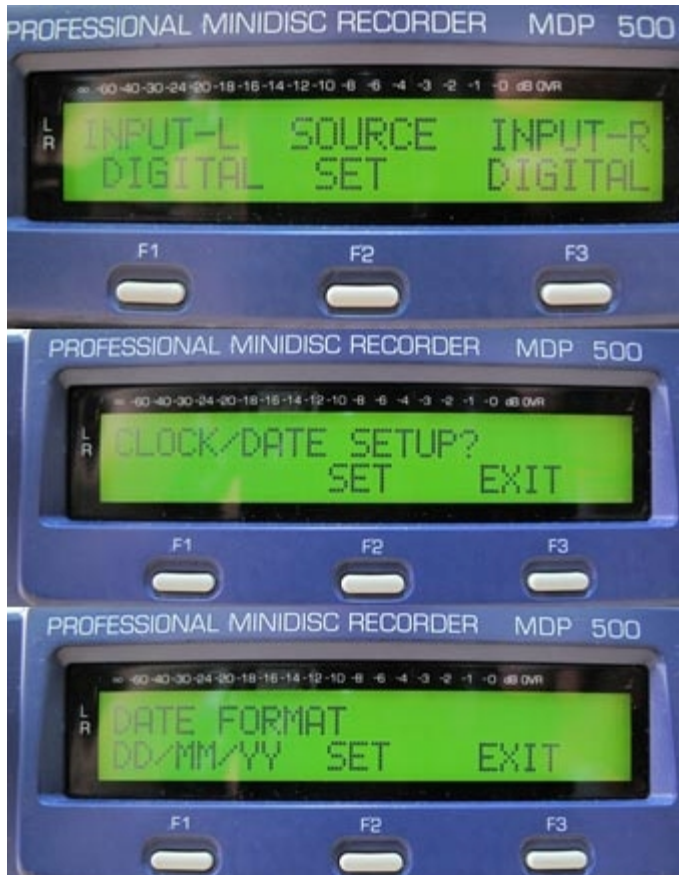 PROFESSIONAL MINIDISC RECORDER MDP 500
∞ -60-40-30-24-20-18-16-14-12-10 -8 -6 -4 -3 -2 -1 -0 dB OVR
L INPUT-L SOURCE INPUT-R
R DIGITAL SET DIGITAL
F1 F2 F3
PROFESSIONAL MINIDISC RECORDER MDP 500
∞ -60-40-30-24-20-18-16-14-12-10 -8 -6 -4 -3 -2 -1 -0 dB OVR
L CLOCK/DATE SETUP?
R SET EXIT
F1 F2 F3
PROFESSIONAL MINIDISC RECORDER MDP 500
∞ -60-40-30-24-20-18-16-14-12-10 -8 -6 -4 -3 -2 -1 -0 dB OVR
L DATE FORMAT
R DD/MM/YY SET EXIT
F1 F2 F3